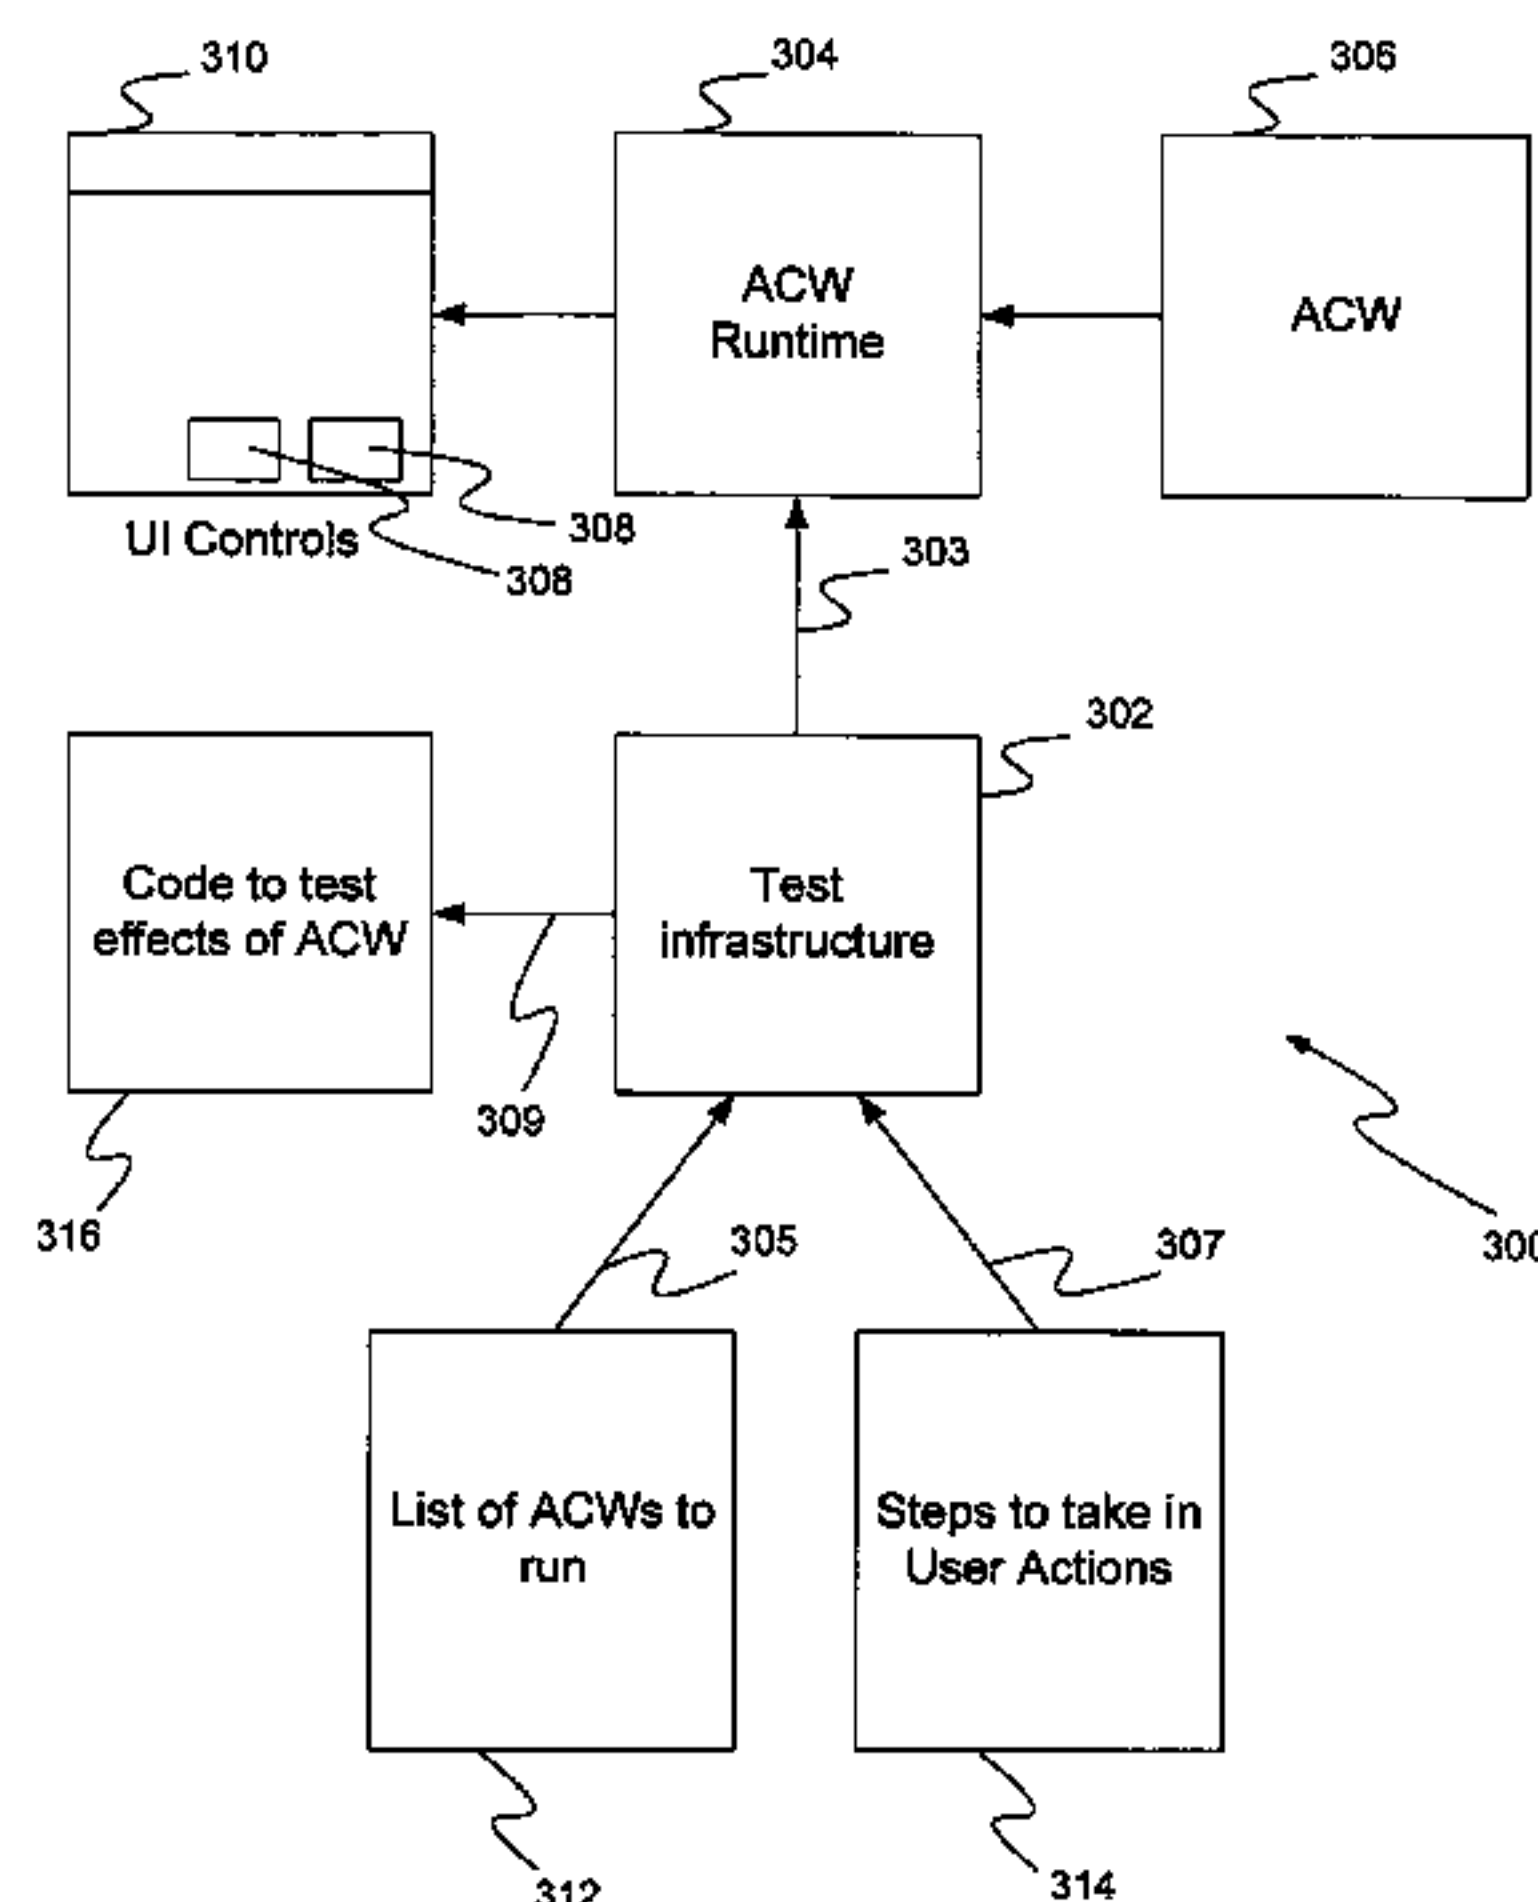 310
304
306
ACW
Runtime
ACW
UI Controls
308
308
303
302
Code to test
effects of ACW
Test
infrastructure
309
316
305
307
300
List of ACWs to
run
Steps to take in
User Actions
312
314